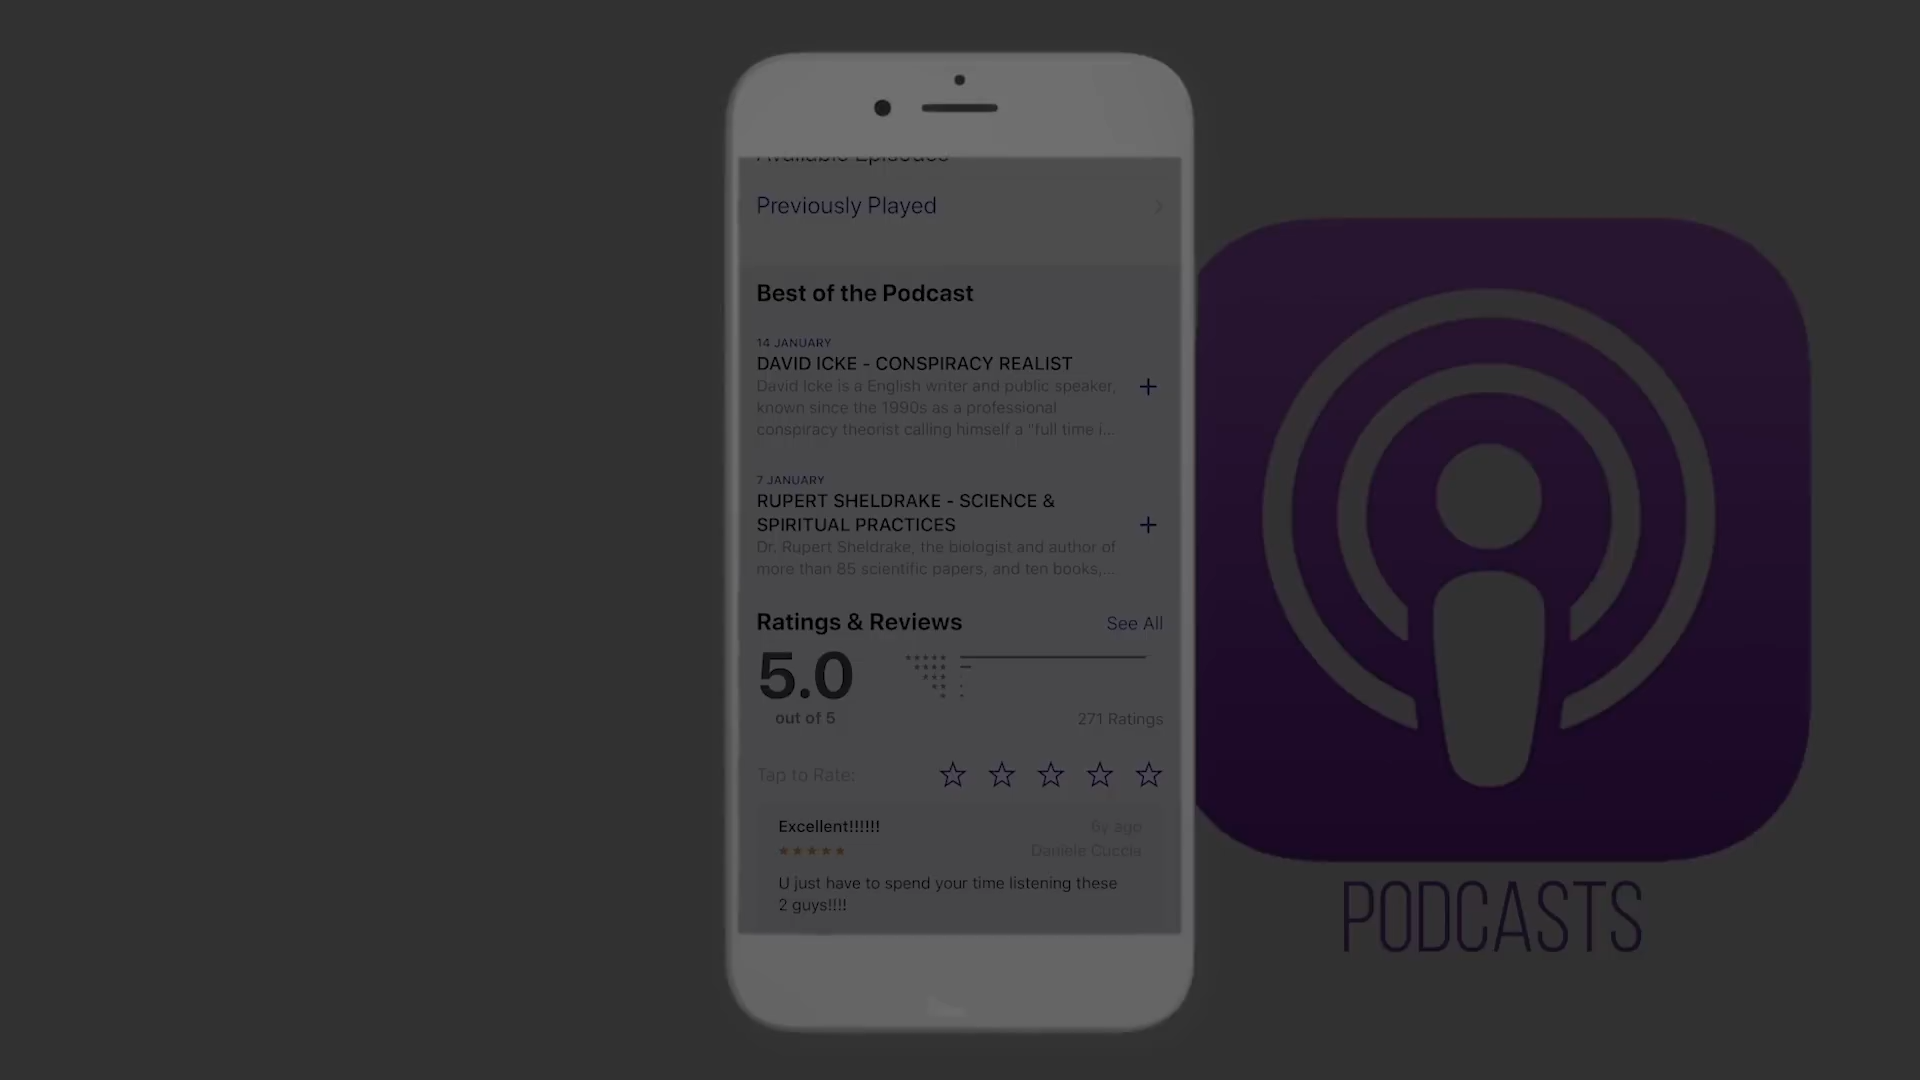 Available Episodes
Previously Played
Best of the Podcast
14 JANUARY
DAVID ICKE - CONSPIRACY REALIST
David Icke is a English writer and public speaker,
known since the 1990s as a professional
conspiracy theorist calling himself a "full time i...
7 JANUARY
RUPERT SHELDRAKE - SCIENCE &
SPIRITUAL PRACTICES
Dr. Rupert Sheldrake, the biologist and author of
more than 85 scientific papers, and ten books,...
Ratings & Reviews
See All
5.0
out of 5
271 Ratings
Tap to Rate:
Excellent!!!!!!
6y ago
Daniele Cuccia
U just have to spend your time listening these
2 guys!!!!
PODCASTS